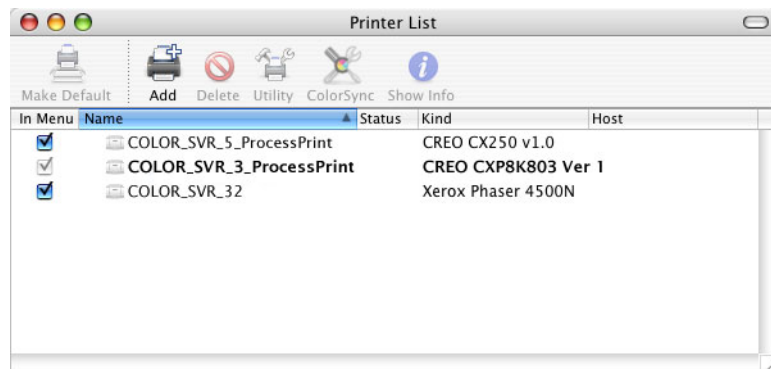 Printer List
Make Default Add Delete Utility ColorSync Show Info
In Menu Name Status Kind Host
COLOR_SVR_5_ProcessPrint CREO CX250 v1.0
COLOR_SVR_3_ProcessPrint CREO CXP8K803 Ver 1
COLOR_SVR_32 Xerox Phaser 4500N